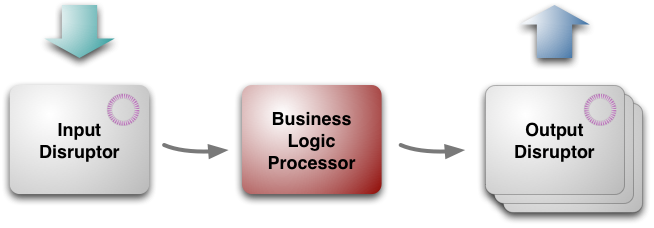 Input
Disruptor
Business
Logic
Processor
Output
Disruptor